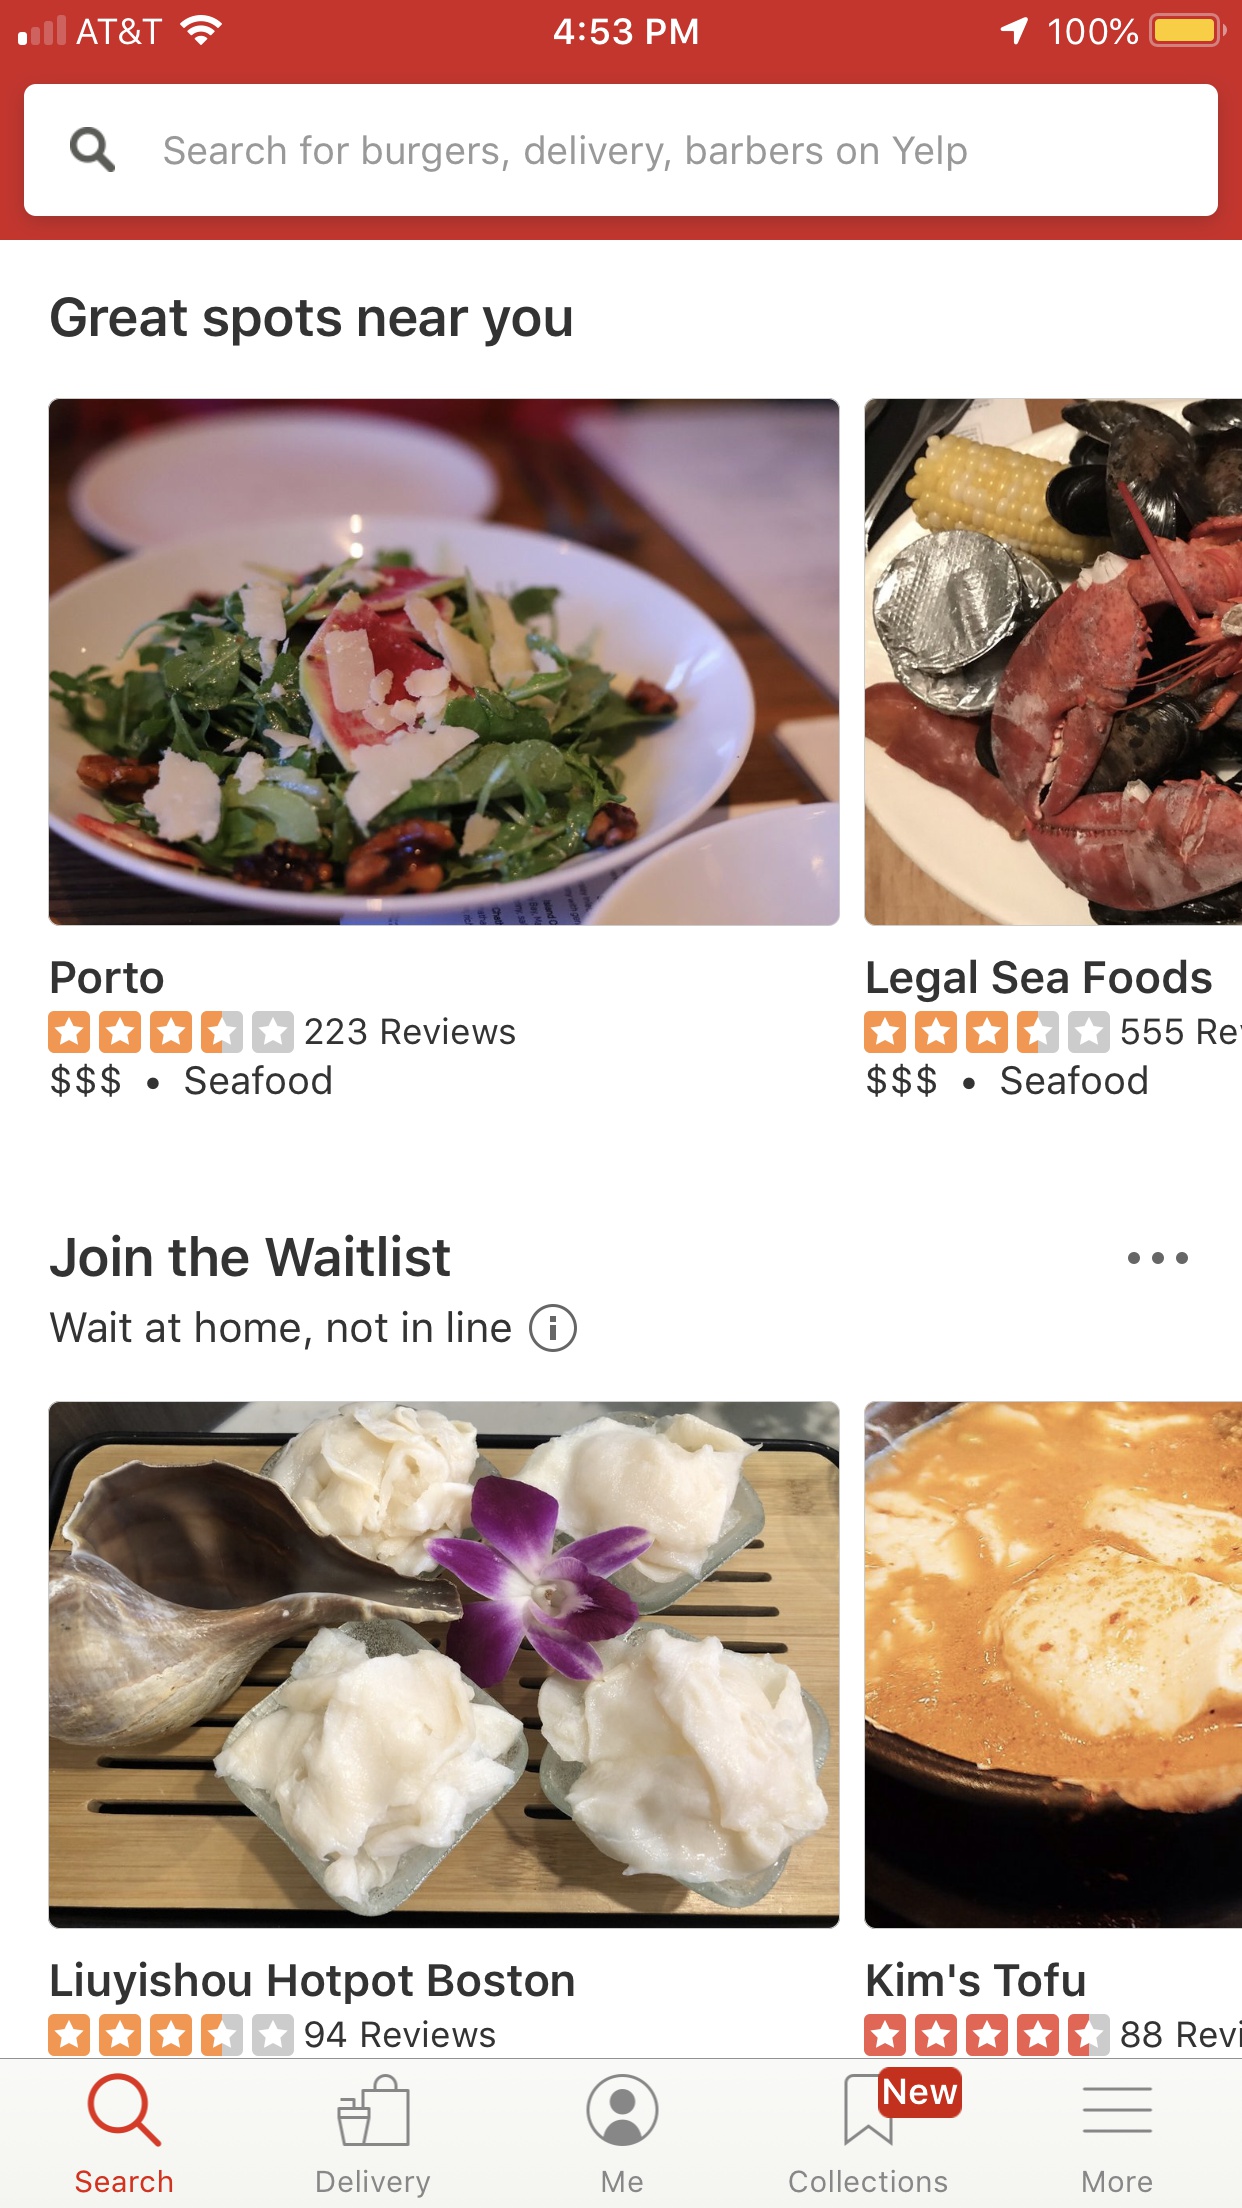 AT&T 4:53 PM 100%
Search for burgers, delivery, barbers on Yelp
Great spots near you
Porto
223 Reviews
$$$ • Seafood
Legal Sea Foods
555 Re
$$$ • Seafood
Join the Waitlist
Wait at home, not in line
Liuyishou Hotpot Boston
94 Reviews
Kim's Tofu
88 Revi
New
Search Delivery Me Collections More